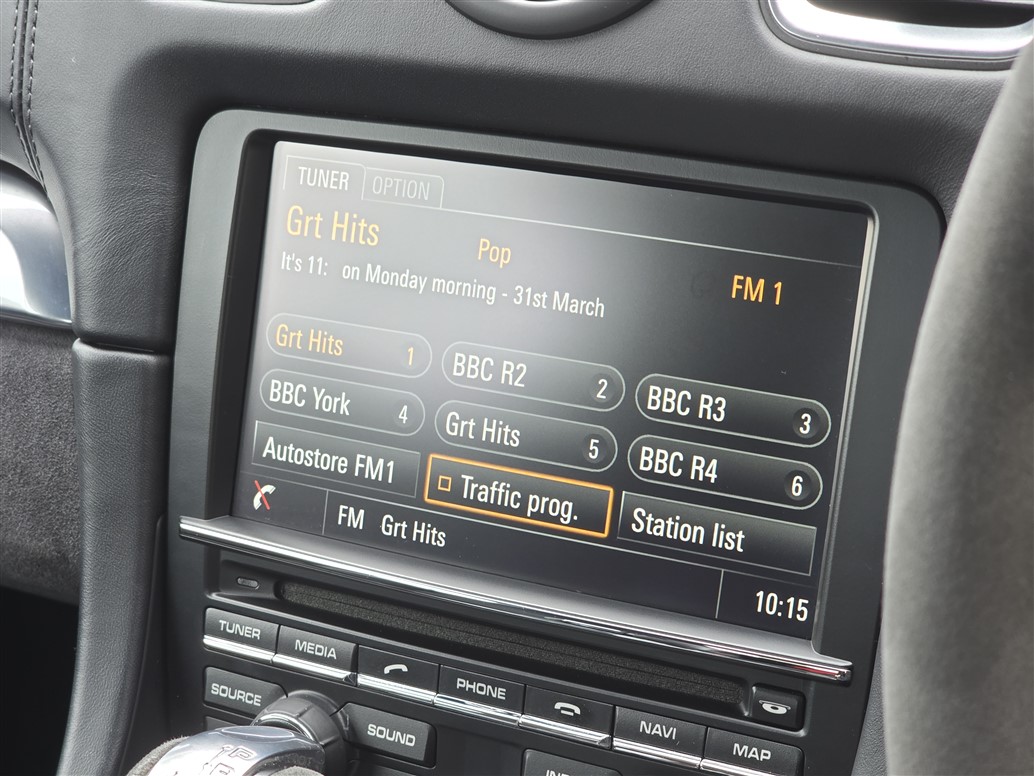 TUNER OPTION
Grt Hits
Pop
FM 1
It's 11: on Monday morning - 31st March
Grt Hits 1
BBC R2 2
BBC R3 3
BBC York 4
Grt Hits 5
BBC R4 6
Autostore FM1
Traffic prog.
Station list
FM Grt Hits
10:15
TUNER
MEDIA
PHONE
NAVI
MAP
SOURCE
SOUND